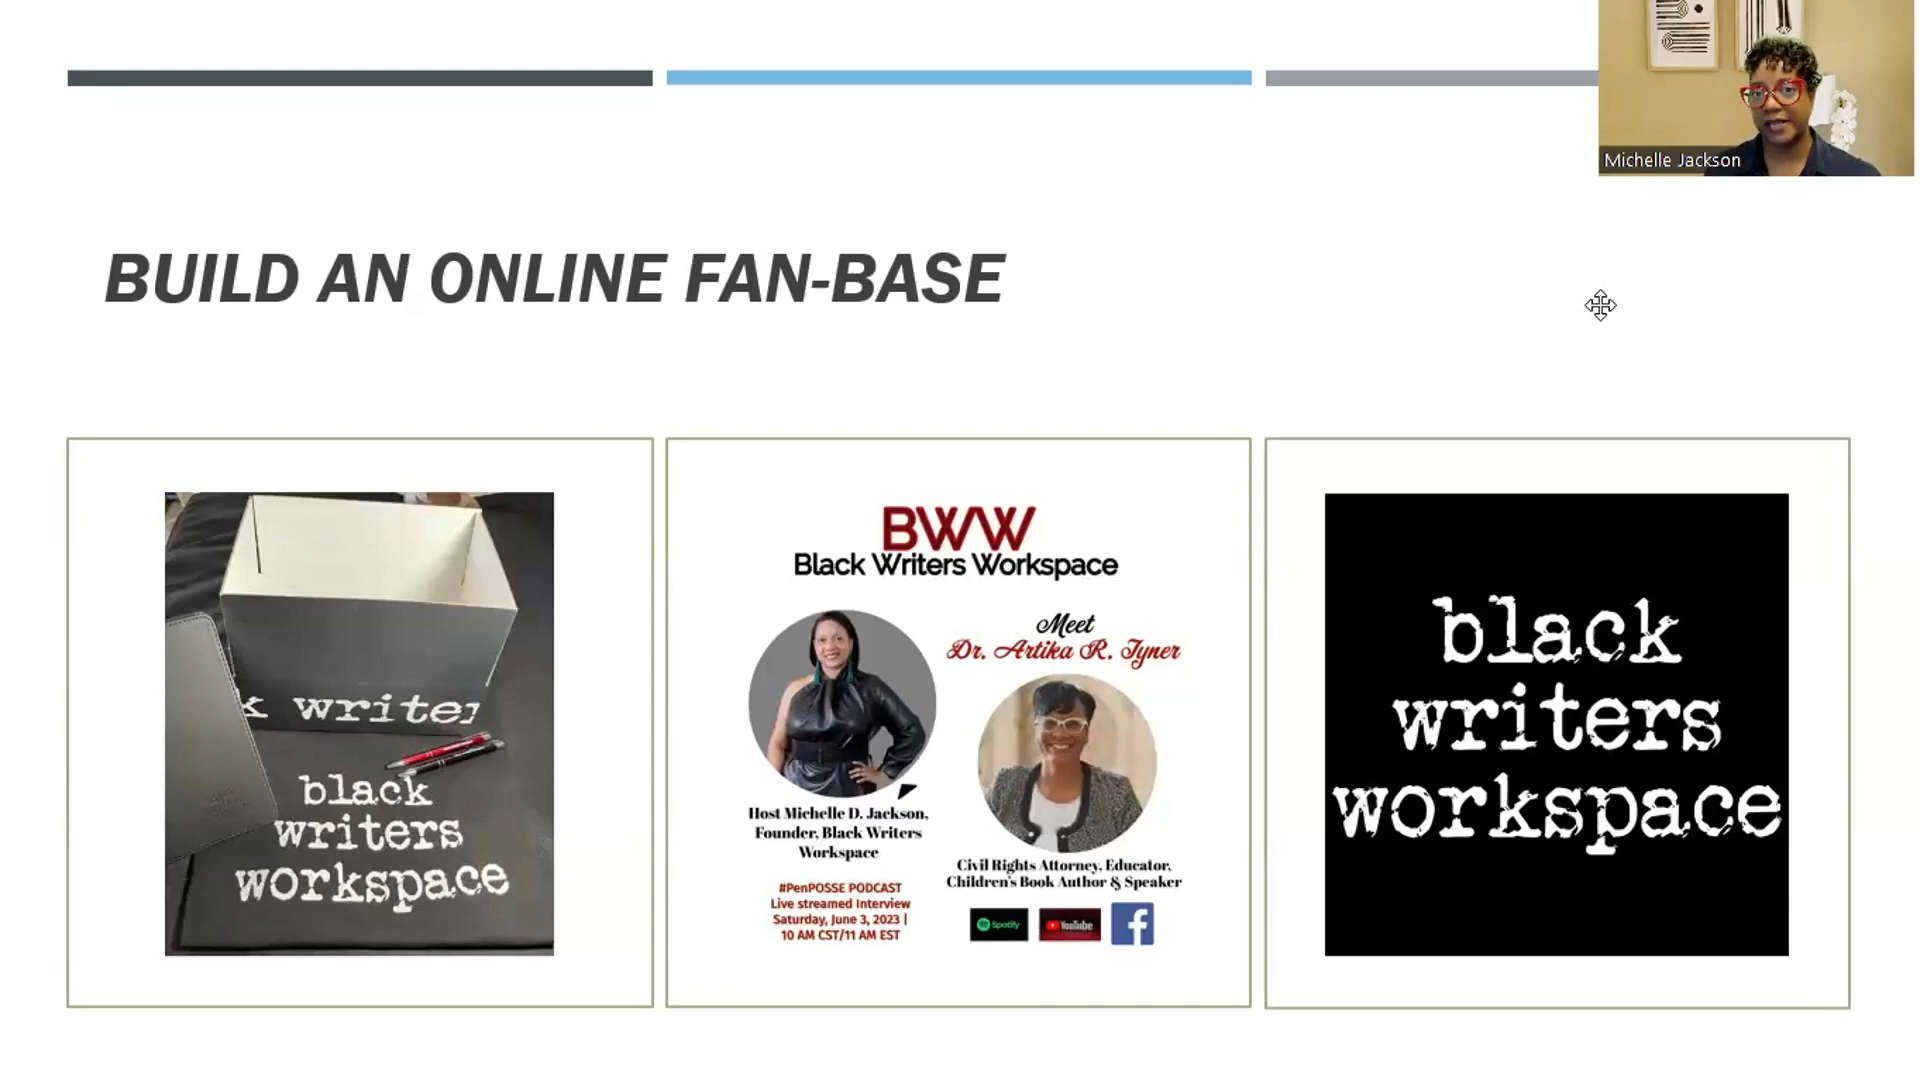 Michelle Jackson
BUILD AN ONLINE FAN-BASE
k writer
black
writers
workspace
BWW
Black Writers Workspace
Meet
Dr. Artika R. Tyner
Host Michelle D. Jackson,
Founder, Black Writers
Workspace
Civil Rights Attorney, Educator,
Children's Book Author & Speaker
#PenPOSSE PODCAST
Live streamed Interview
Saturday, June 3, 2023 |
10 AM CST/11 AM EST
Spotify
YouTube
f
black
writers
workspace